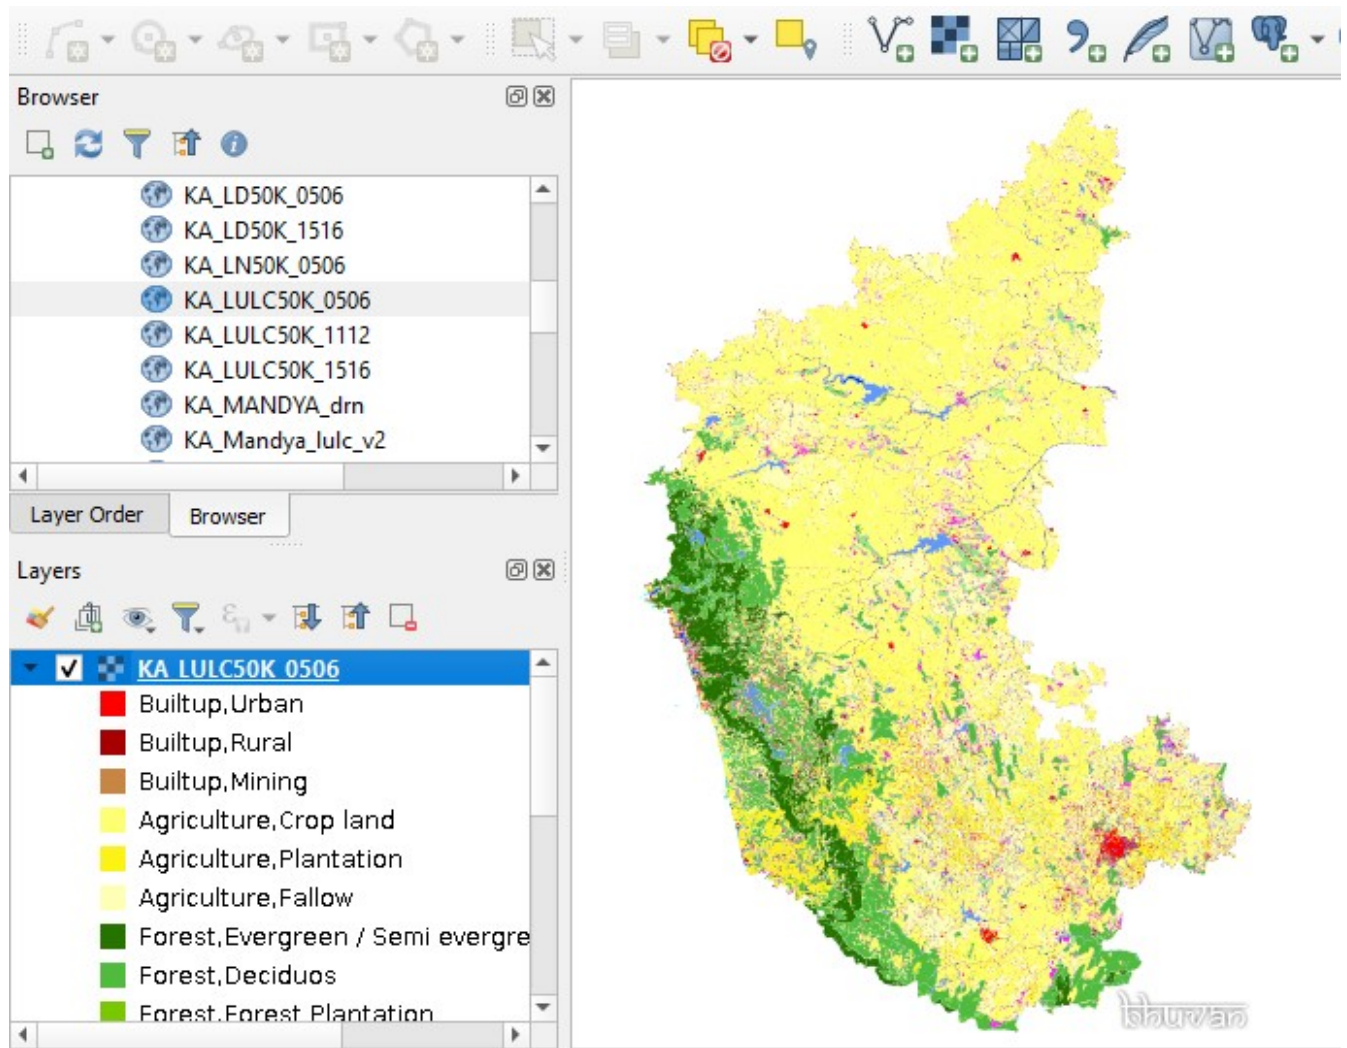 Browser
KA_LD50K_0506
KA_LD50K_1516
KA_LN50K_0506
KA_LULC50K_0506
KA_LULC50K_1112
KA_LULC50K_1516
KA_MANDYA_drn
KA_Mandya_lulc_v2
Layer Order
Browser
Layers
KA_LULC50K_0506
Builtup,Urban
Builtup,Rural
Builtup,Mining
Agriculture,Crop land
Agriculture,Plantation
Agriculture,Fallow
Forest,Evergreen / Semi evergre
Forest,Deciduos
Forest,Forest Plantation
bhuvan